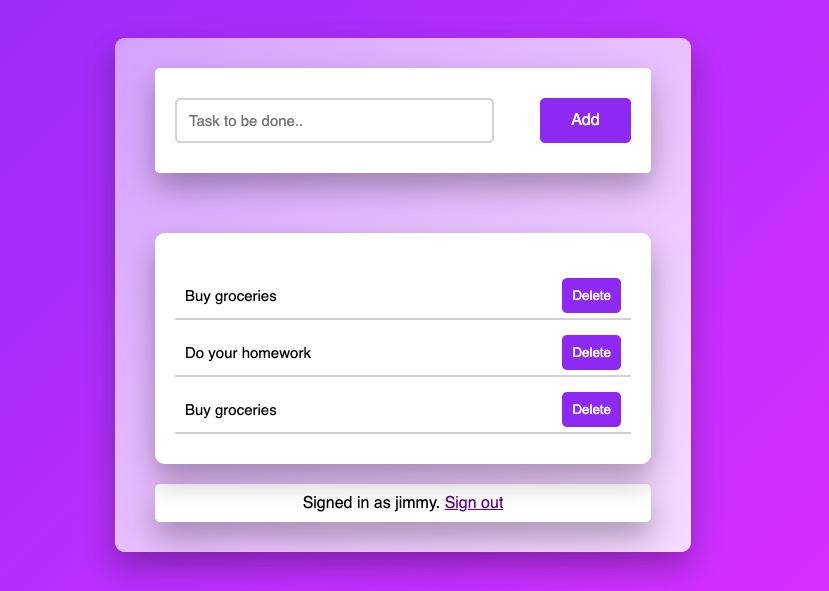 Task to be done..
Add
Buy groceries
Delete
Do your homework
Delete
Buy groceries
Delete
Signed in as jimmy. Sign out